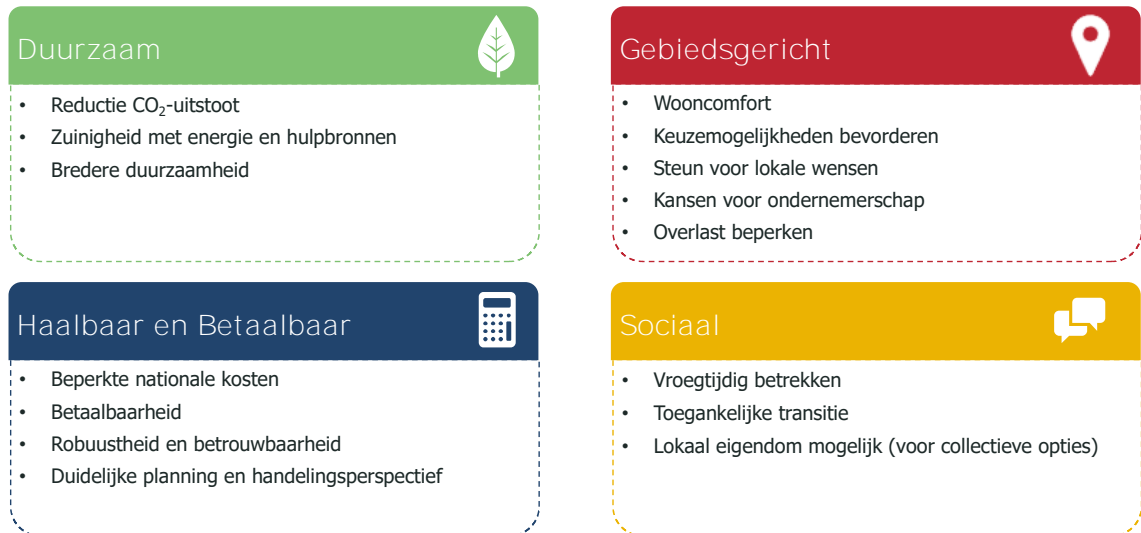 Duurzaam
• Reductie CO₂-uitstoot
• Zuinigheid met energie en hulpbronnen
• Bredere duurzaamheid
Gebiedsgericht
• Wooncomfort
• Keuzemogelijkheden bevorderen
• Steun voor lokale wensen
• Kansen voor ondernemerschap
• Overlast beperken
Haalbaar en Betaalbaar
• Beperkte nationale kosten
• Betaalbaarheid
• Robuustheid en betrouwbaarheid
• Duidelijke planning en handelingsperspectief
Sociaal
• Vroegtijdig betrekken
• Toegankelijke transitie
• Lokaal eigendom mogelijk (voor collectieve opties)